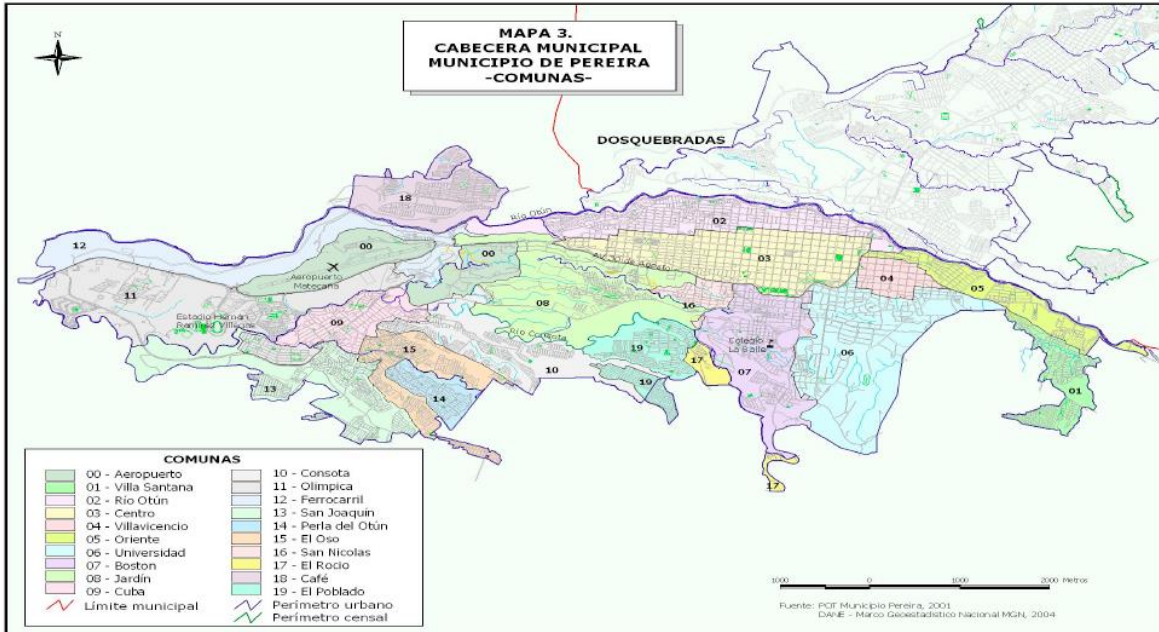 MAPA 3.
CABECERA MUNICIPAL
MUNICIPIO DE PEREIRA
-COMUNAS-
N
DOSQUEBRADAS
18
Río Otún
02
12
00
00
03
Aeropuerto
Matecaña
04
05
11
08
16
Estadio Hernán
Ramírez Villegas
09
Río Consota
Colegio
La Salle
15
19
06
17
10
07
13
14
19
01
17
COMUNAS
00 - Aeropuerto
01 - Villa Santana
02 - Río Otún
03 - Centro
04 - Villavicencio
05 - Oriente
06 - Universidad
07 - Boston
08 - Jardín
09 - Cuba
10 - Consota
11 - Olimpica
12 - Ferrocarril
13 - San Joaquín
14 - Perla del Otún
15 - El Oso
16 - San Nicolas
17 - El Rocio
18 - Café
19 - El Poblado
Límite municipal
Perímetro urbano
Perímetro censal
1000 0 1000 2000 Metros
Fuente: POT Municipio Pereira, 2001
DANE - Marco Geoestadístico Nacional MGN, 2004